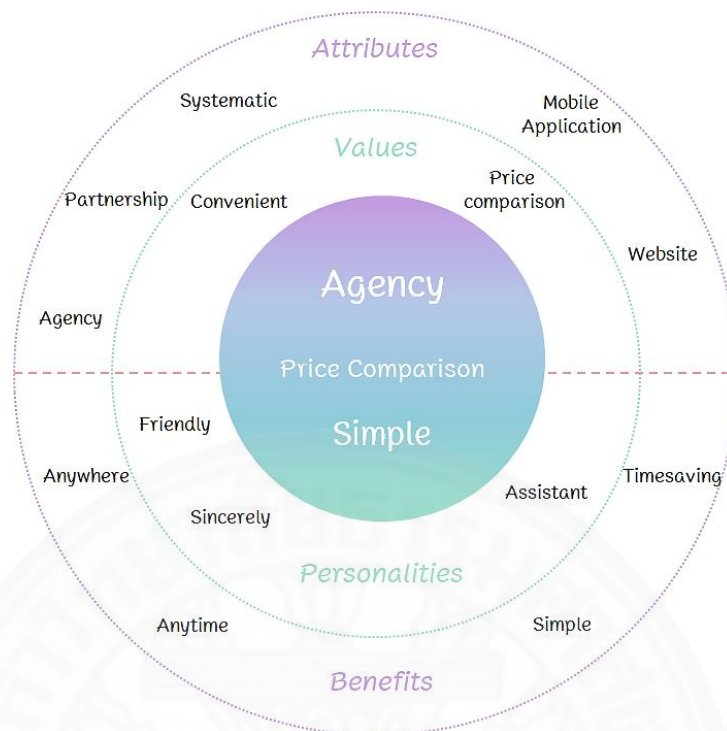 Attributes
Systematic
Mobile
Application
Values
Price
comparison
Partnership
Convenient
Website
Agency
Agency
Price Comparison
Friendly
Simple
Anywhere
Timesaving
Assistant
Sincerely
Personalities
Anytime
Simple
Benefits